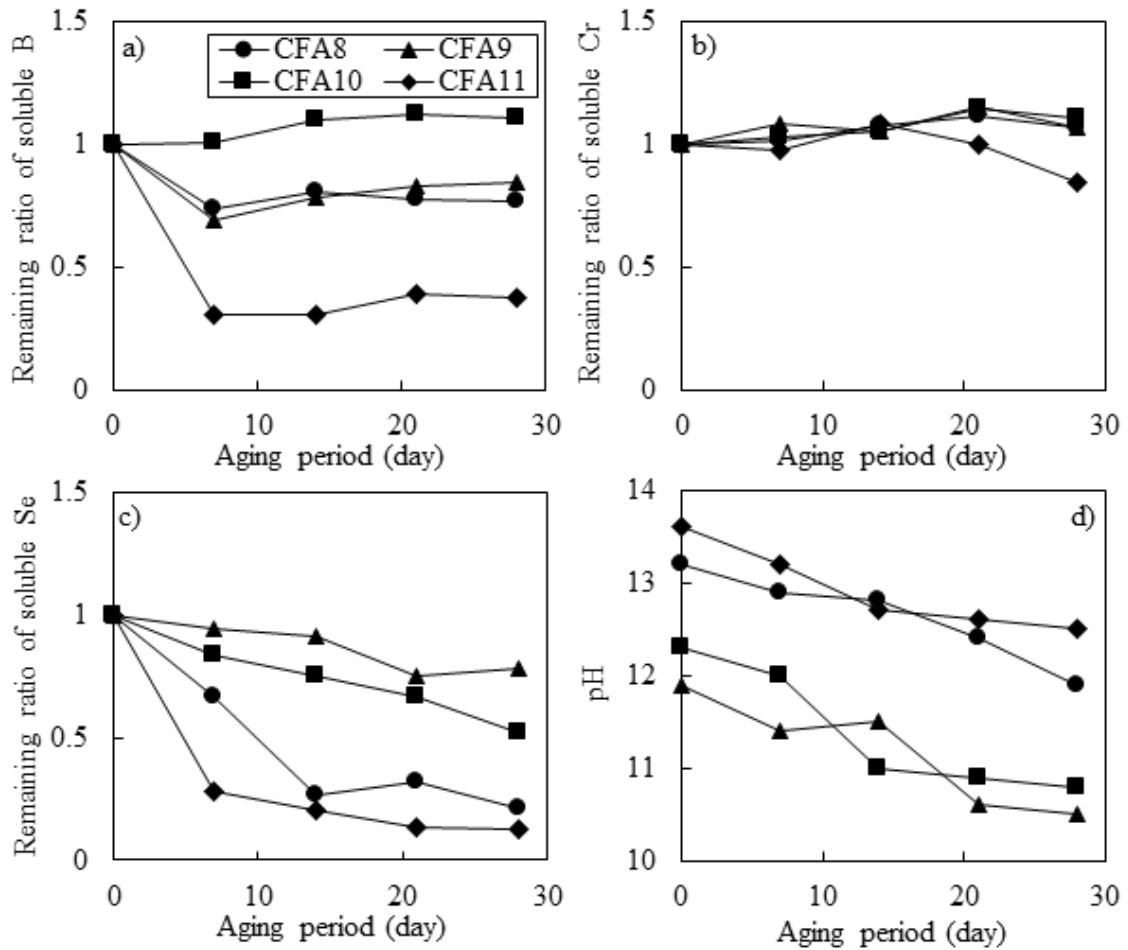 Remaining ratio of soluble B
1.5
1
0.5
0
a)
CFA8 CFA9
CFA10 CFA11
0 10 20 30
Aging period (day)
Remaining ratio of soluble Cr
1.5
1
0.5
0
b)
0 10 20 30
Aging period (day)
Remaining ratio of soluble Se
1.5
1
0.5
0
c)
0 10 20 30
Aging period (day)
pH
14
13
12
11
10
d)
0 10 20 30
Aging period (day)